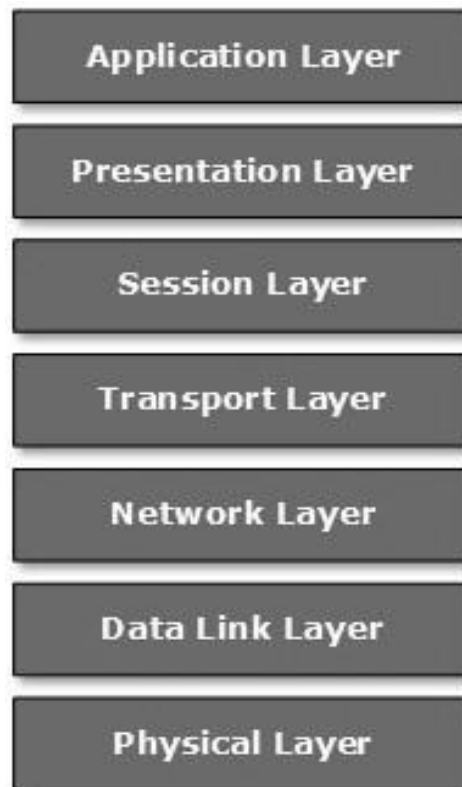 Application Layer
Presentation Layer
Session Layer
Transport Layer
Network Layer
Data Link Layer
Physical Layer